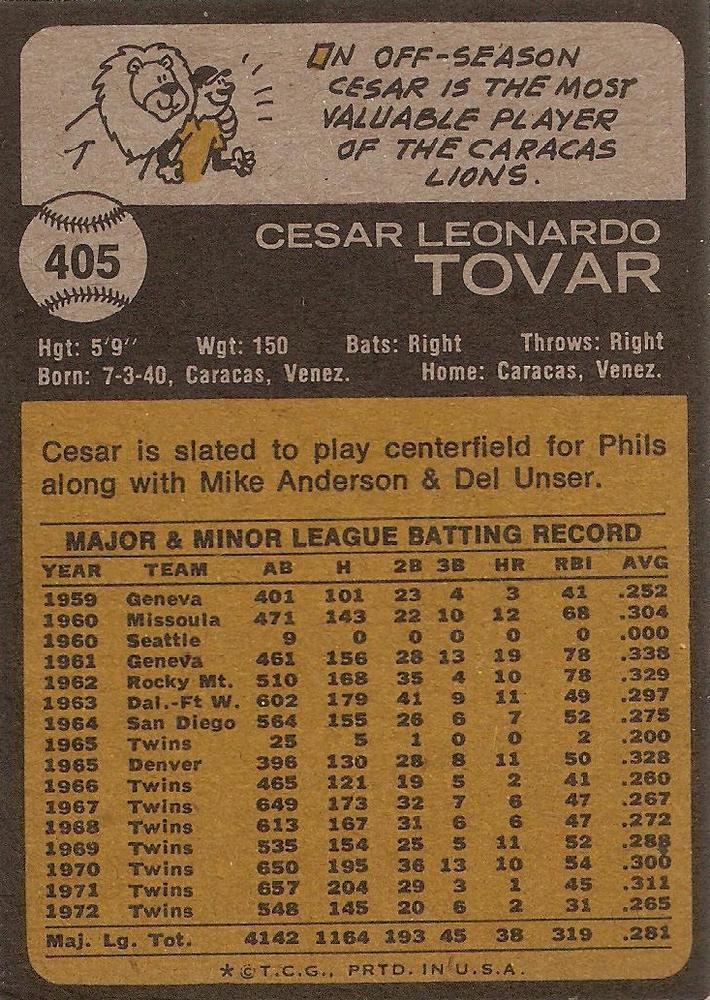 IN OFF-SEASON
CESAR IS THE MOST
VALUABLE PLAYER
OF THE CARACAS
LIONS.
405
CESAR LEONARDO
TOVAR
Hgt: 5'9" Wgt: 150 Bats: Right Throws: Right
Born: 7-3-40, Caracas, Venez. Home: Caracas, Venez.
Cesar is slated to play centerfield for Phils
along with Mike Anderson & Del Unser.
MAJOR & MINOR LEAGUE BATTING RECORD
YEAR TEAM AB H 2B 3B HR RBI AVG
1959 Geneva 401 101 23 4 3 41 .252
1960 Missoula 471 143 22 10 12 68 .304
1960 Seattle 9 0 0 0 0 0 .000
1961 Geneva 461 156 28 13 19 78 .338
1962 Rocky Mt. 510 168 35 4 10 78 .329
1963 Dal.-Ft W. 602 179 41 9 11 49 .297
1964 San Diego 564 155 26 6 7 52 .275
1965 Twins 25 5 1 0 0 2 .200
1965 Denver 396 130 28 8 11 50 .328
1966 Twins 465 121 19 5 2 41 .260
1967 Twins 649 173 32 7 6 47 .267
1968 Twins 613 167 31 6 6 47 .272
1969 Twins 535 154 25 5 11 52 .288
1970 Twins 650 195 36 13 10 54 .300
1971 Twins 657 204 29 3 1 45 .311
1972 Twins 548 145 20 6 2 31 .265
Maj. Lg. Tot. 4142 1164 193 45 38 319 .281
*© T.C.G., PRTD. IN U.S.A.